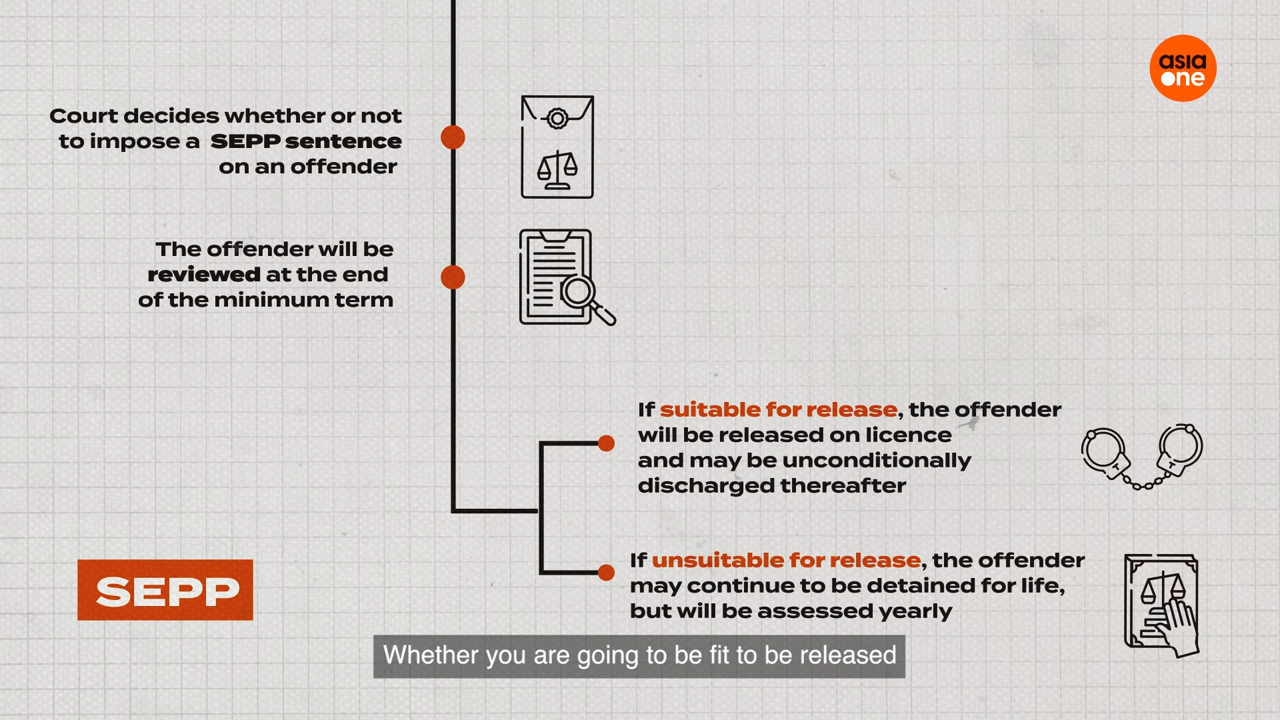 asia
one
Court decides whether or not
to impose a SEPP sentence
on an offender
The offender will be
reviewed at the end
of the minimum term
If suitable for release, the offender
will be released on licence
and may be unconditionally
discharged thereafter
If unsuitable for release, the offender
may continue to be detained for life,
but will be assessed yearly
SEPP
Whether you are going to be fit to be released